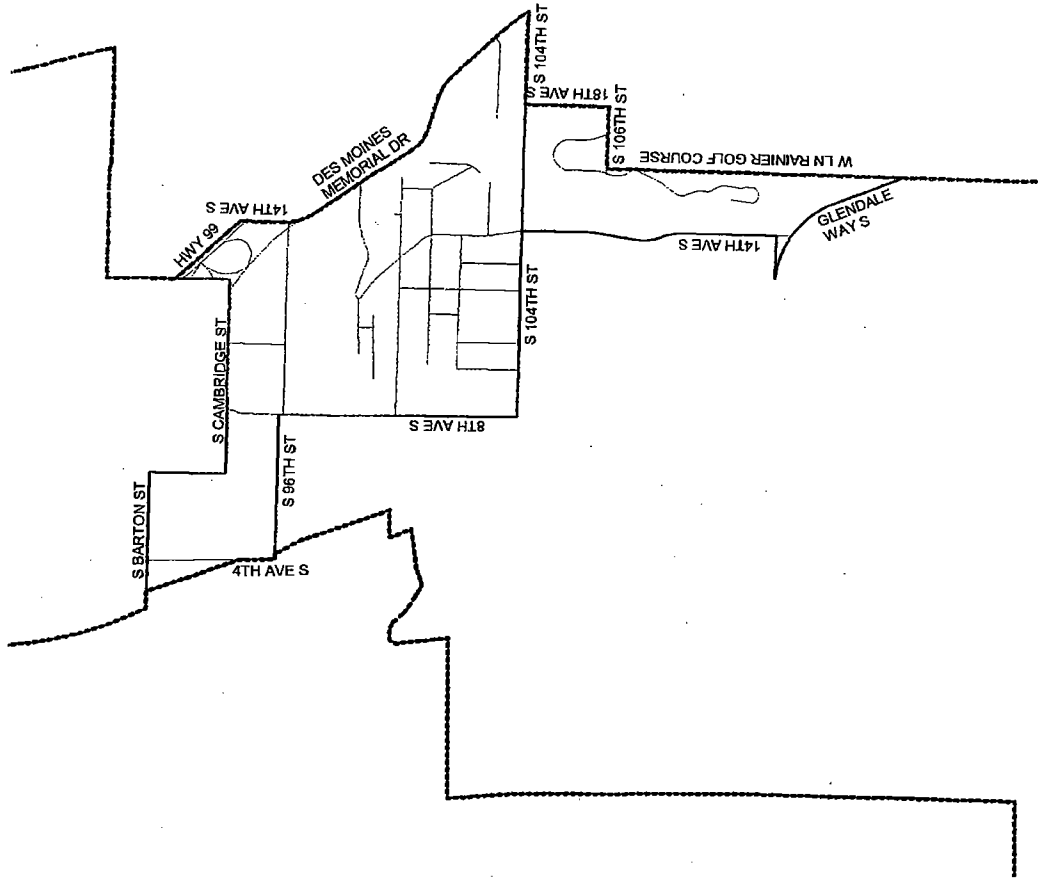 S 104TH ST
18TH AVE S
S 106TH ST
DES MOINES
MEMORIAL DR
14TH AVE S
HWY 99
W LN RAINIER GOLF COURSE
GLENDALE
WAY S
14TH AVE S
S CAMBRIDGE ST
S 104TH ST
8TH AVE S
S 96TH ST
S BARTON ST
4TH AVE S